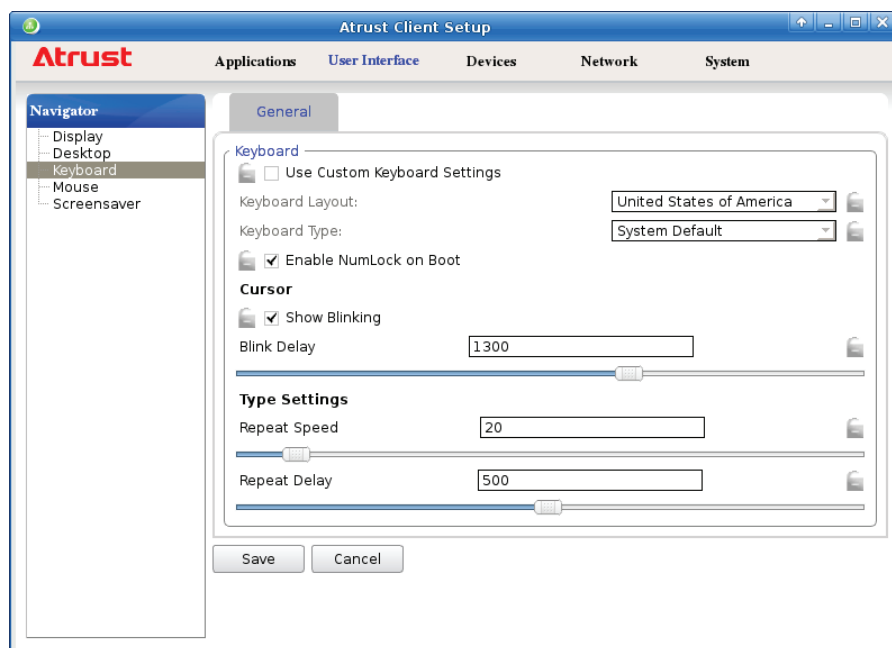 Atrust Client Setup
Atrust
Applications User Interface Devices Network System
Navigator
Display
Desktop
Keyboard
Mouse
Screensaver
General
Keyboard
Use Custom Keyboard Settings
Keyboard Layout: United States of America
Keyboard Type: System Default
Enable NumLock on Boot
Cursor
Show Blinking
Blink Delay 1300
Type Settings
Repeat Speed 20
Repeat Delay 500
Save Cancel